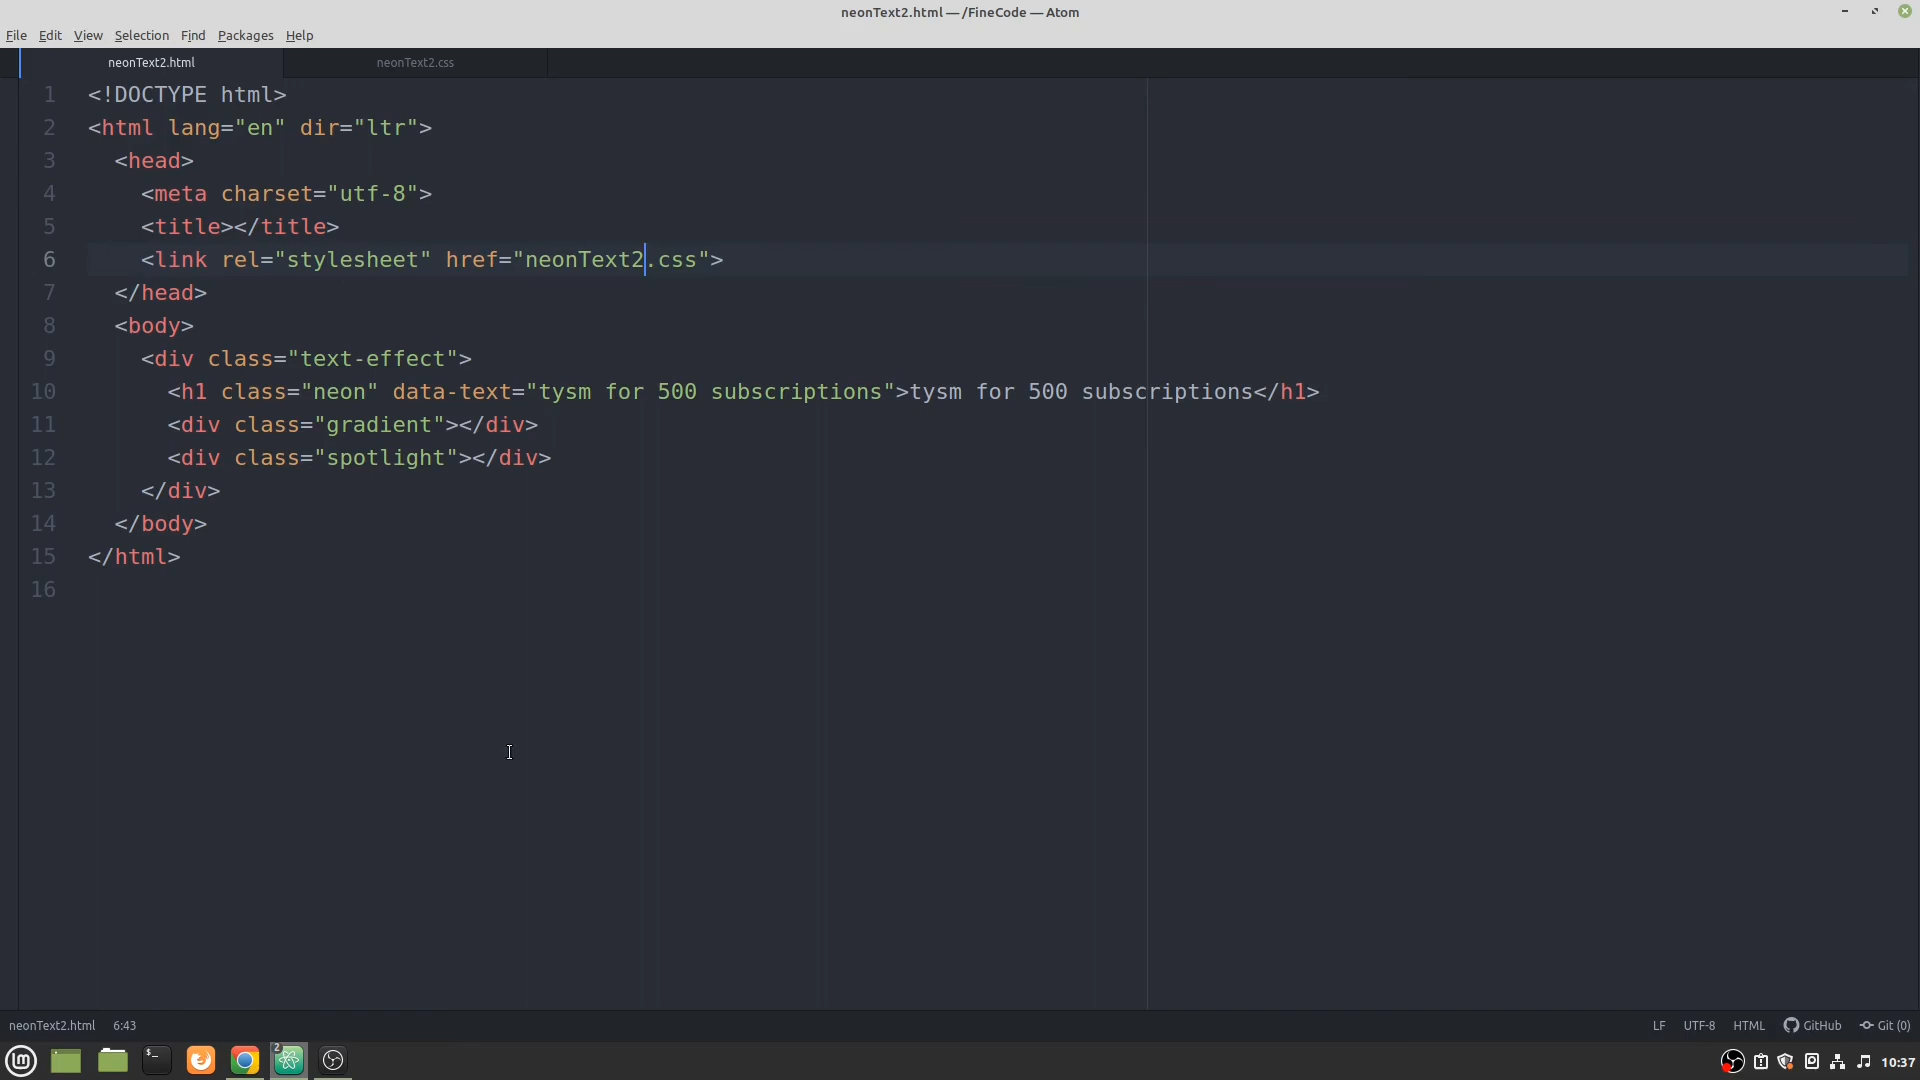 neonText2.html — /FineCode — Atom
File Edit View Selection Find Packages Help
neonText2.html neonText2.css
1 <!DOCTYPE html>
2 <html lang="en" dir="ltr">
3 <head>
4 <meta charset="utf-8">
5 <title></title>
6 <link rel="stylesheet" href="neonText2.css">
7 </head>
8 <body>
9 <div class="text-effect">
10 <h1 class="neon" data-text="tysm for 500 subscriptions">tysm for 500 subscriptions</h1>
11 <div class="gradient"></div>
12 <div class="spotlight"></div>
13 </div>
14 </body>
15 </html>
16
neonText2.html 6:43 LF UTF-8 HTML GitHub Git (0)
2
10:37